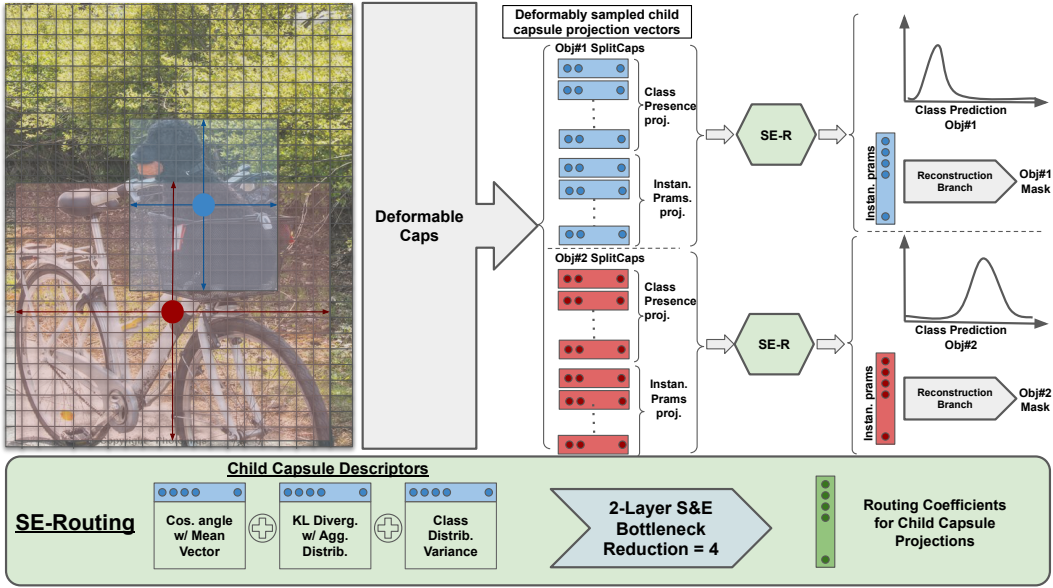 Deformable
Caps
Deformably sampled child
capsule projection vectors
Obj#1 SplitCaps
Class
Presence
proj.
Instan.
Prams.
proj.
Obj#2 SplitCaps
Class
Presence
proj.
Instan.
Prams
proj.
SE-R
SE-R
Class Prediction
Obj#1
Instan. prams
Reconstruction
Branch
Obj#1
Mask
Class Prediction
Obj#2
Instan. prams
Reconstruction
Branch
Obj#2
Mask
SE-Routing
Child Capsule Descriptors
Cos. angle
w/ Mean
Vector
KL Diverg.
w/ Agg.
Distrib.
Class
Distrib.
Variance
2-Layer S&E
Bottleneck
Reduction = 4
Routing Coefficients
for Child Capsule
Projections